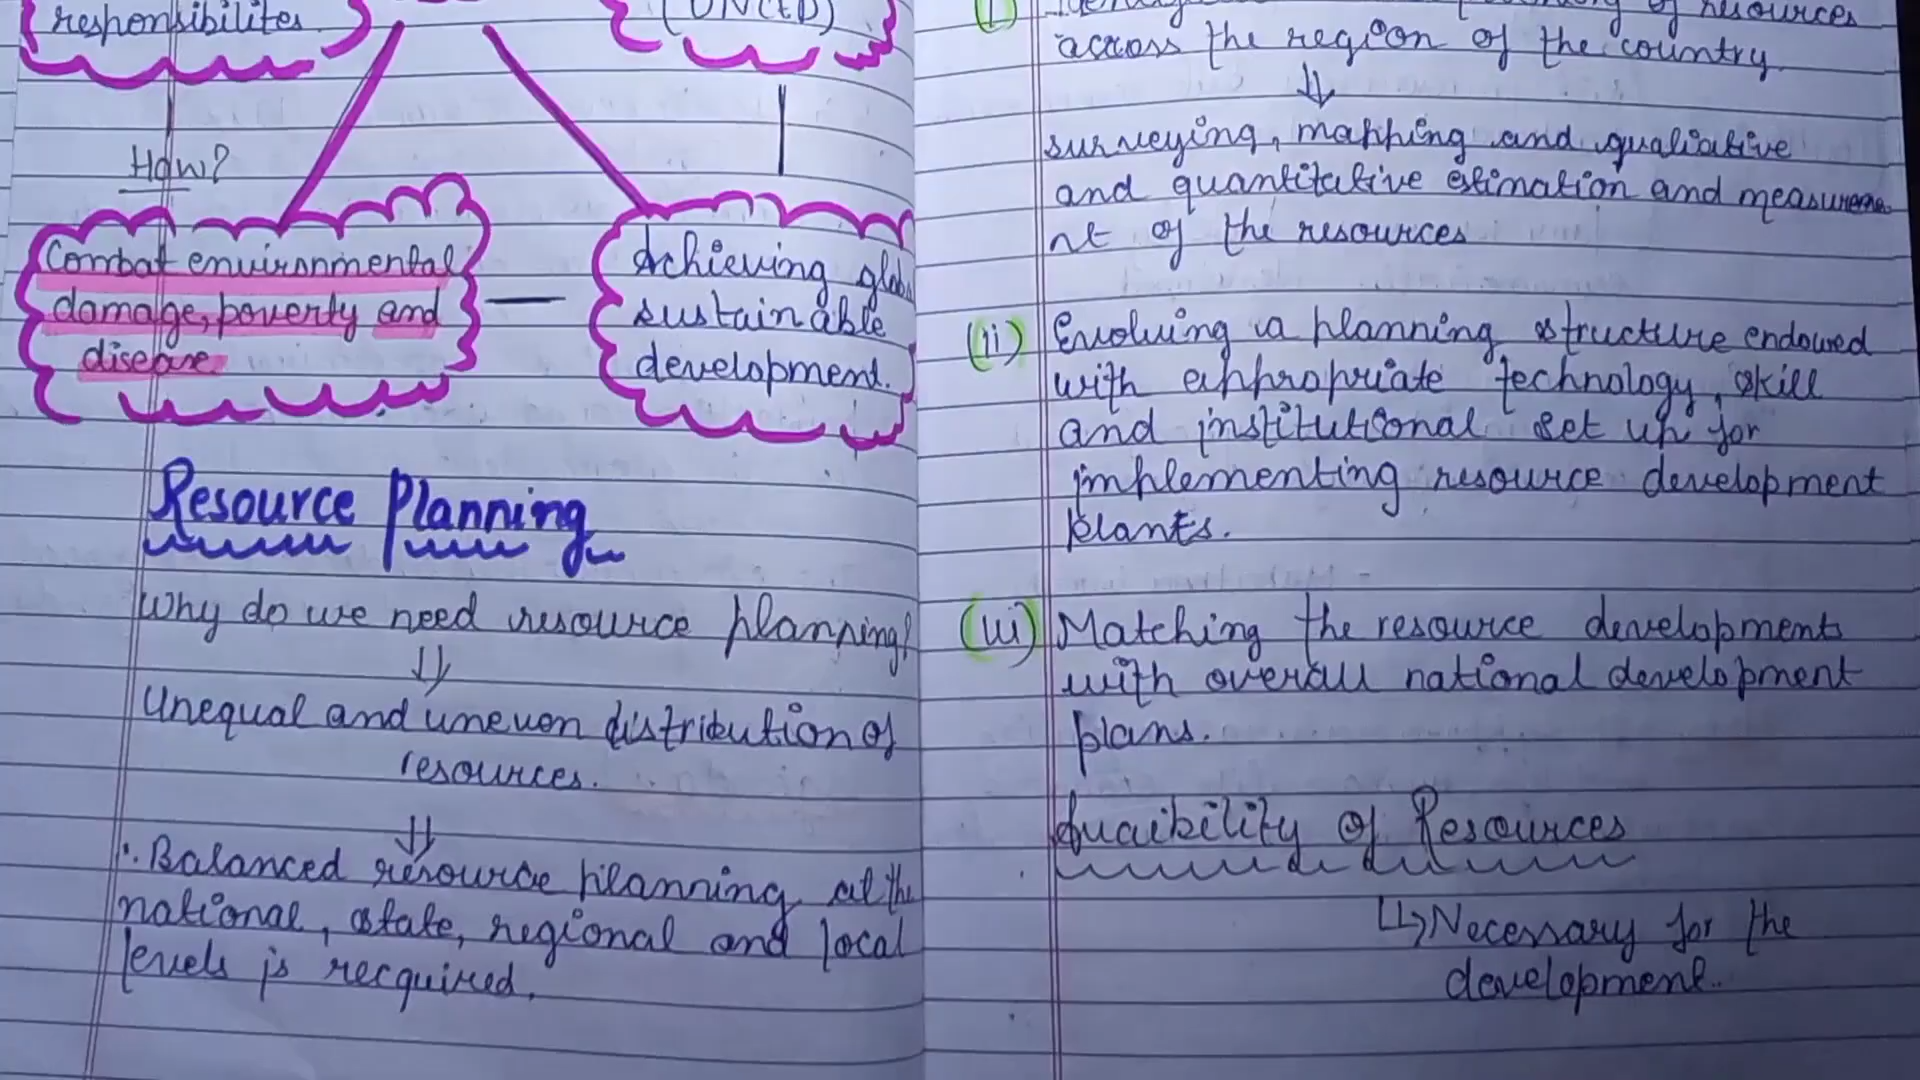 responsibilites
(UNCED)
How?
Combat environmental
damage, poverty and
disease
Achieving glob
sustainable
development.
Resource Planning
Why do we need resource planning?
Unequal and uneven distribution of
resources.
∴ Balanced resource planning at the
national, state, regional and local
levels is recquired.
(i) of resources
across the region of the country.
surveying, mapping and qualiative
and quantitative estimation and measureme
nt of the resources
(ii) Evolving a planning structure endowed
with appropriate technology, skill
and institutional set up for
implementing resource development
plants.
(iii) Matching the resource developments
with overall national development
plans.
of Resources
↳ Necessary for the
development.